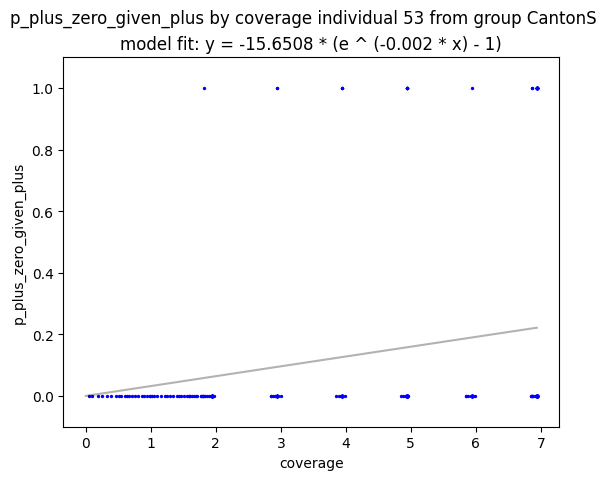 p_plus_zero_given_plus by coverage individual 53 from group CantonS
model fit: y = -15.6508 * (e ^ (-0.002 * x) - 1)
1.0
0.8
0.6
0.4
0.2
0.0
p_plus_zero_given_plus
0 1 2 3 4 5 6 7
coverage